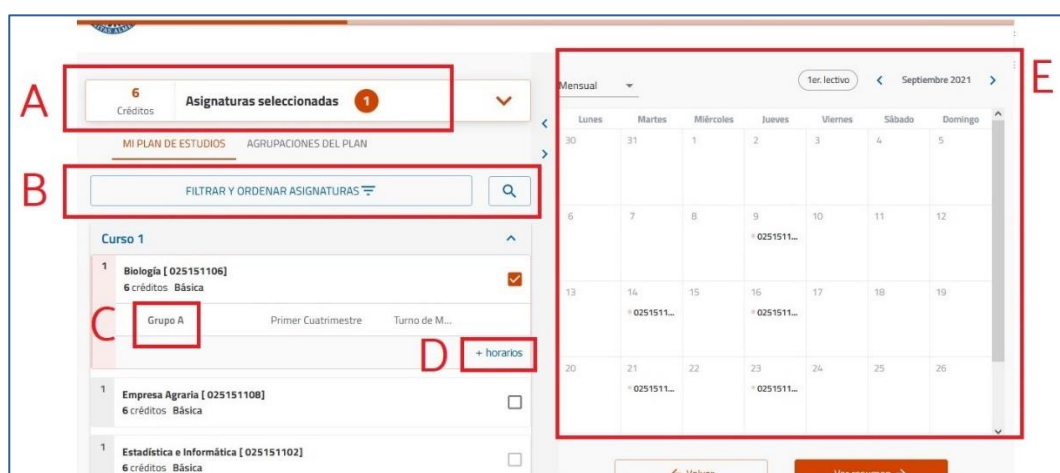 A
6
Créditos
Asignaturas seleccionadas 1
MI PLAN DE ESTUDIOS AGRUPACIONES DEL PLAN
B
FILTRAR Y ORDENAR ASIGNATURAS
Curso 1
1
Biología [ 025151106]
6 créditos Básica
C
Grupo A Primer Cuatrimestre Turno de M...
D
+ horarios
1
Empresa Agraria [ 025151108]
6 créditos Básica
1
Estadística e Informática [ 025151102]
6 créditos Básica
E
Mensual 1er. lectivo Septiembre 2021
Lunes Martes Miércoles Jueves Viernes Sábado Domingo
30 31 1 2 3 4 5
6 7 8 9 10 11 12
0251511...
13 14 15 16 17 18 19
0251511... 0251511...
20 21 22 23 24 25 26
0251511... 0251511...
Volver Ver resumen